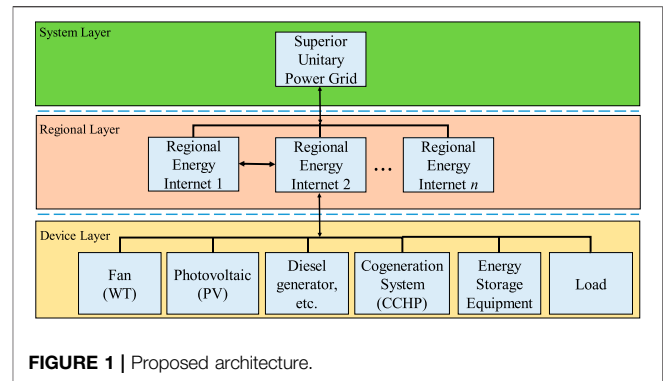 System Layer
Superior
Unitary
Power Grid
Regional Layer
Regional
Energy
Internet 1
Regional
Energy
Internet 2
...
Regional
Energy
Internet n
Device Layer
Fan
(WT)
Photovoltaic
(PV)
Diesel
generator,
etc.
Cogeneration
System
(CCHP)
Energy
Storage
Equipment
Load
FIGURE 1 | Proposed architecture.